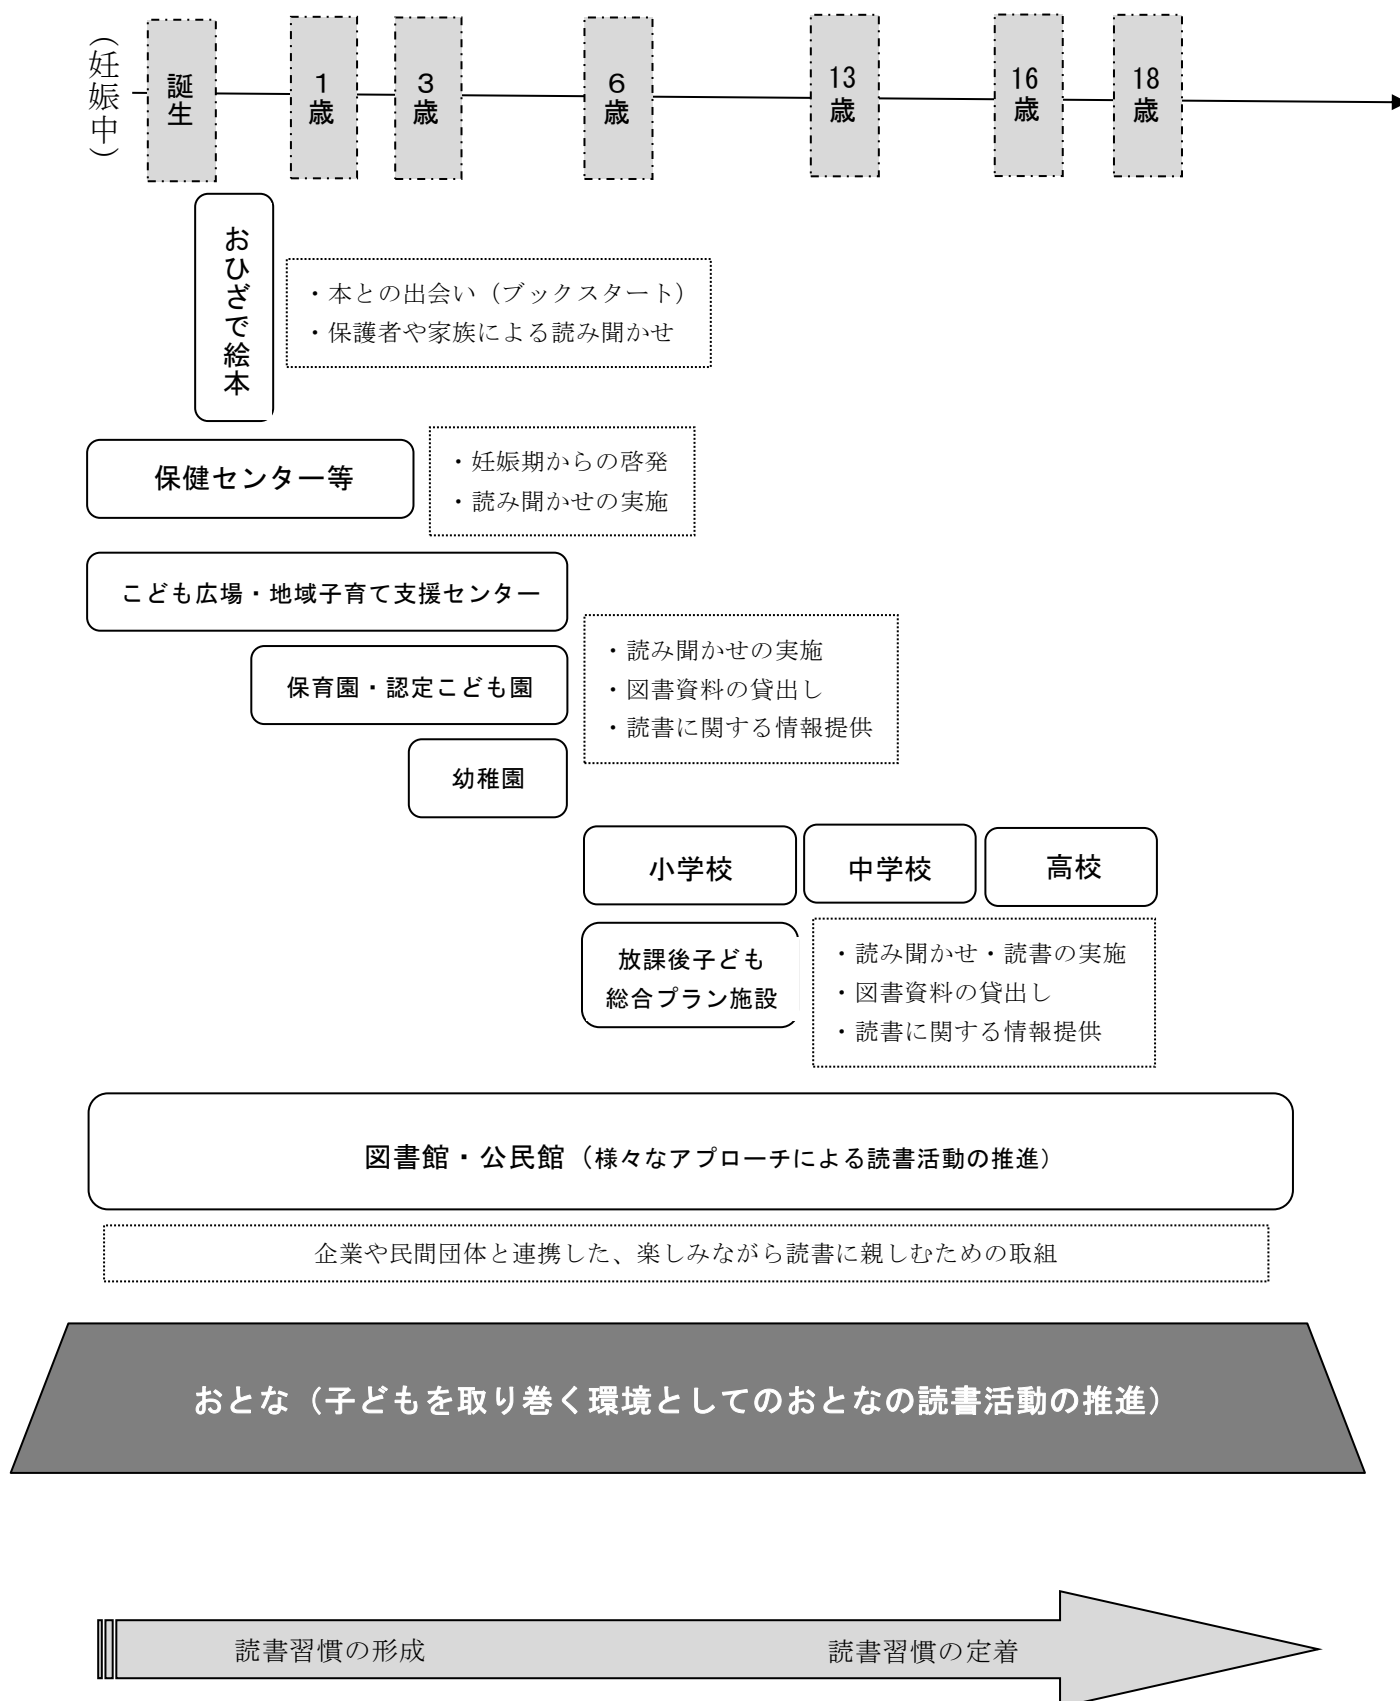 （妊娠中）
誕生
１歳
３歳
６歳
13歳
16歳
18歳
おひざで絵本
・本との出会い（ブックスタート）
・保護者や家族による読み聞かせ
保健センター等
・妊娠期からの啓発
・読み聞かせの実施
こども広場・地域子育て支援センター
保育園・認定こども園
幼稚園
・読み聞かせの実施
・図書資料の貸出し
・読書に関する情報提供
小学校
中学校
高校
放課後子ども
総合プラン施設
・読み聞かせ・読書の実施
・図書資料の貸出し
・読書に関する情報提供
図書館・公民館（様々なアプローチによる読書活動の推進）
企業や民間団体と連携した、楽しみながら読書に親しむための取組
おとな（子どもを取り巻く環境としてのおとなの読書活動の推進）
読書習慣の形成
読書習慣の定着